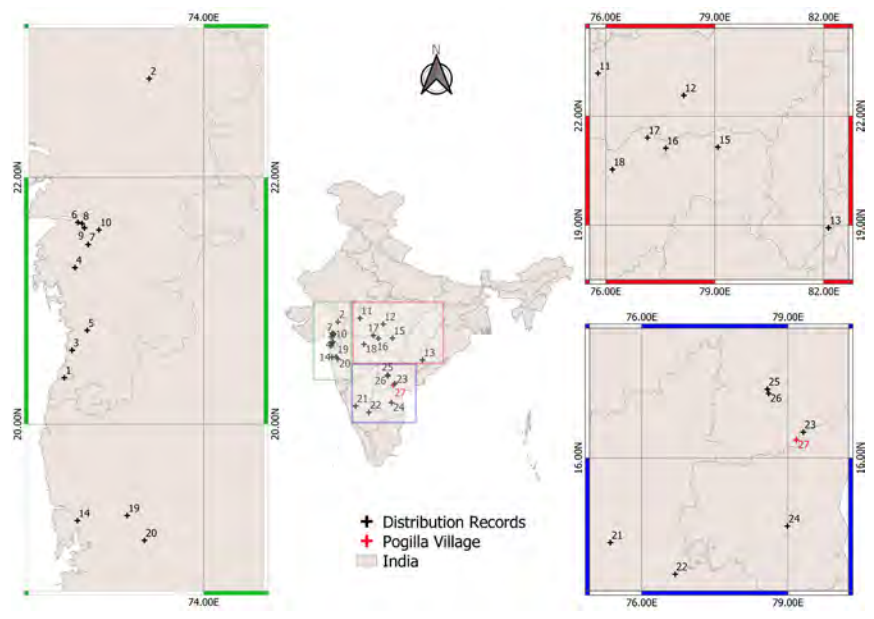 74.00E
2
22.00N
22.00N
6
8
10
9
7
4
5
3
1
20.00N
20.00N
14
19
20
74.00E
N
2
11
12
7
10
17
15
4
19
18
16
14
20
13
25
26
23
27
21
22
24
Distribution Records
Pogilla Village
India
76.00E
79.00E
82.00E
11
12
22.00N
22.00N
17
16
15
18
19.00N
19.00N
13
76.00E
79.00E
82.00E
76.00E
79.00E
25
26
23
27
16.00N
16.00N
24
21
22
76.00E
79.00E